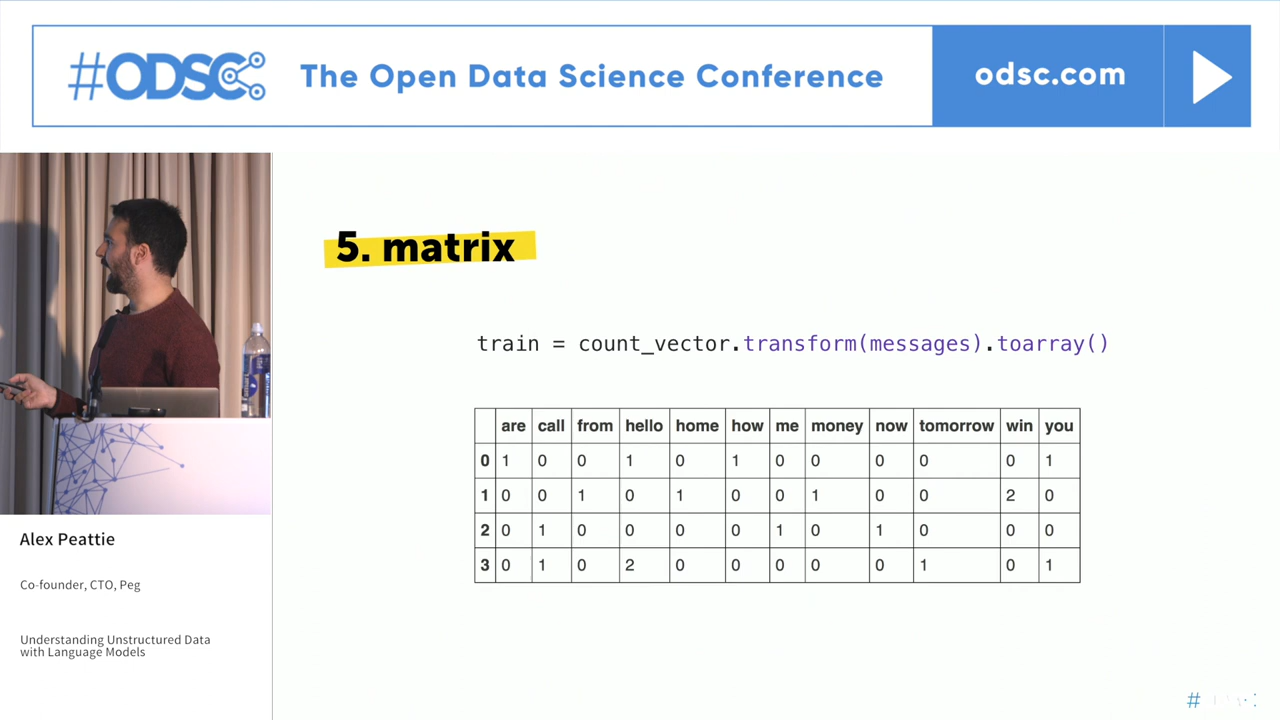 #ODSC The Open Data Science Conference odsc.com
5. matrix
train = count_vector.transform(messages).toarray()
are call from hello home how me money now tomorrow win you
0 1 0 0 1 0 1 0 0 0 0 0 1
1 0 0 1 0 1 0 0 1 0 0 2 0
2 0 1 0 0 0 0 1 0 1 0 0 0
3 0 1 0 2 0 0 0 0 0 1 0 1
Alex Peattie
Co-founder, CTO, Peg
Understanding Unstructured Data
with Language Models
#